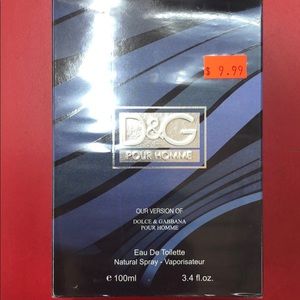 $ 9.99
D&G
POUR HOMME
OUR VERSION OF
DOLCE & GABBANA
POUR HOMME
Eau De Toilette
Natural Spray - Vaporisateur
e 100ml 3.4 fl.oz.